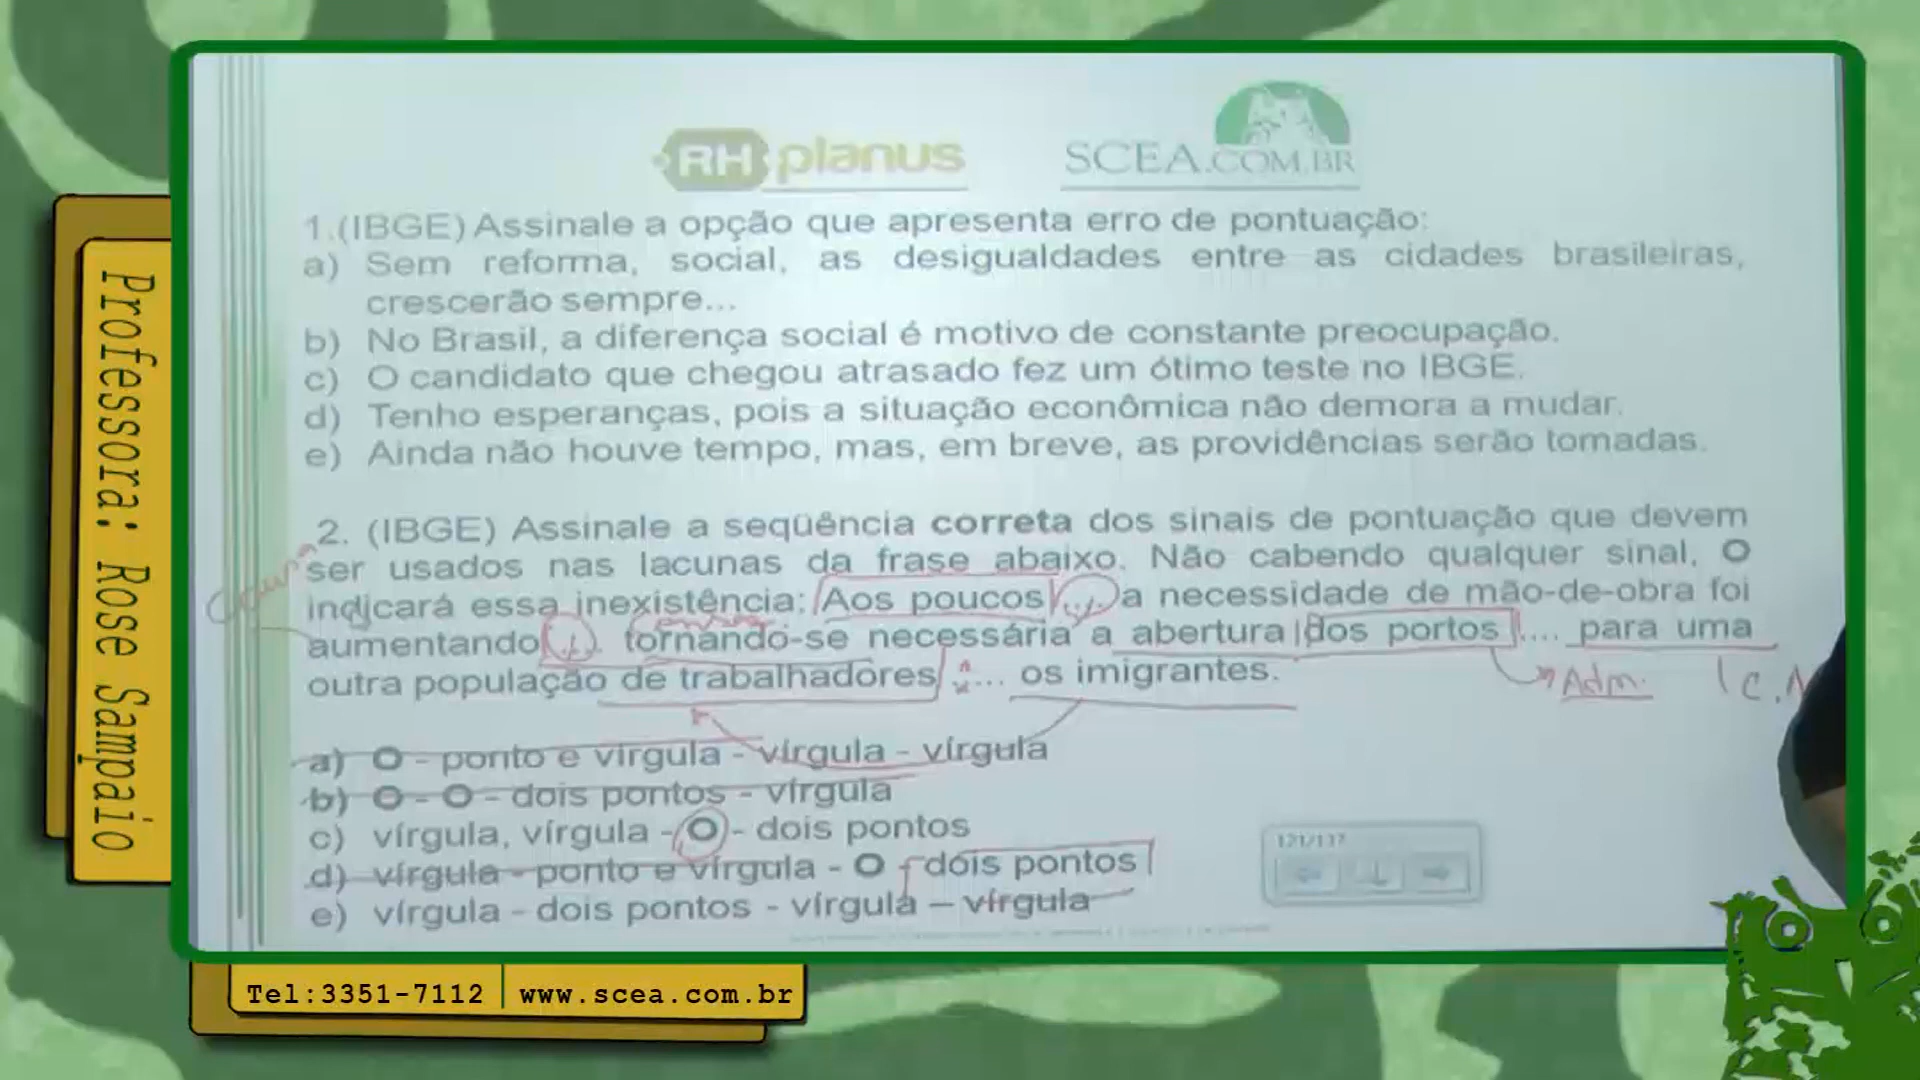 RH planus
SCEA.COM.BR
1.(IBGE) Assinale a opção que apresenta erro de pontuação:
a) Sem reforma, social, as desigualdades entre as cidades brasileiras,
crescerão sempre...
b) No Brasil, a diferença social é motivo de constante preocupação.
c) O candidato que chegou atrasado fez um ótimo teste no IBGE.
d) Tenho esperanças, pois a situação econômica não demora a mudar.
e) Ainda não houve tempo, mas, em breve, as providências serão tomadas.
2. (IBGE) Assinale a seqüência correta dos sinais de pontuação que devem
ser usados nas lacunas da frase abaixo. Não cabendo qualquer sinal, O
indicará essa inexistência: Aos poucos .... a necessidade de mão-de-obra foi
aumentando .... tornando-se necessária a abertura dos portos .... para uma
outra população de trabalhadores .... os imigrantes.
Adm.
a) O - ponto e vírgula - vírgula - vírgula
b) O - O - dois pontos - vírgula
c) vírgula, vírgula - O - dois pontos
d) vírgula - ponto e vírgula - O - dois pontos
e) vírgula - dois pontos - vírgula – vírgula
121/137
Professora: Rose Sampaio
Tel:3351-7112
www.scea.com.br